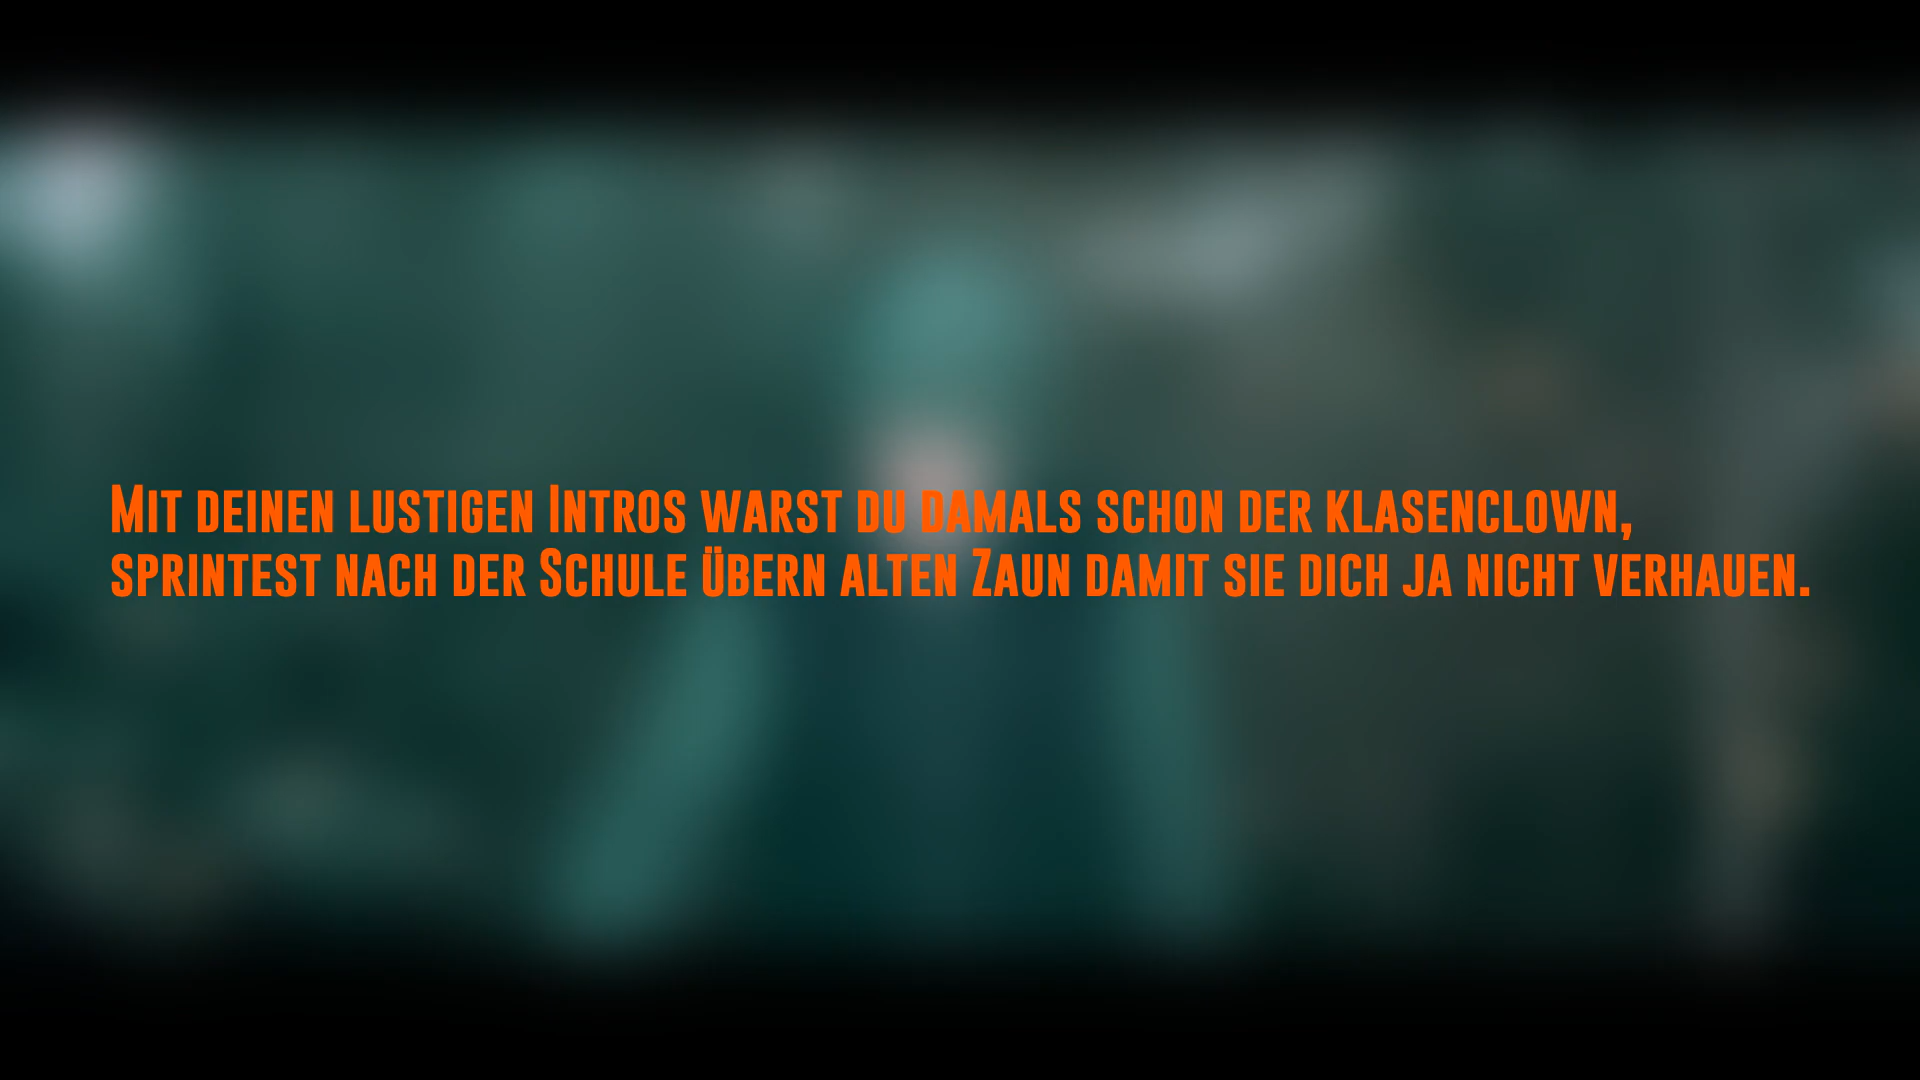 Mit deinen lustigen Intros warst du damals schon der klasenclown,
sprintest nach der Schule übern alten Zaun damit sie dich ja nicht verhauen.